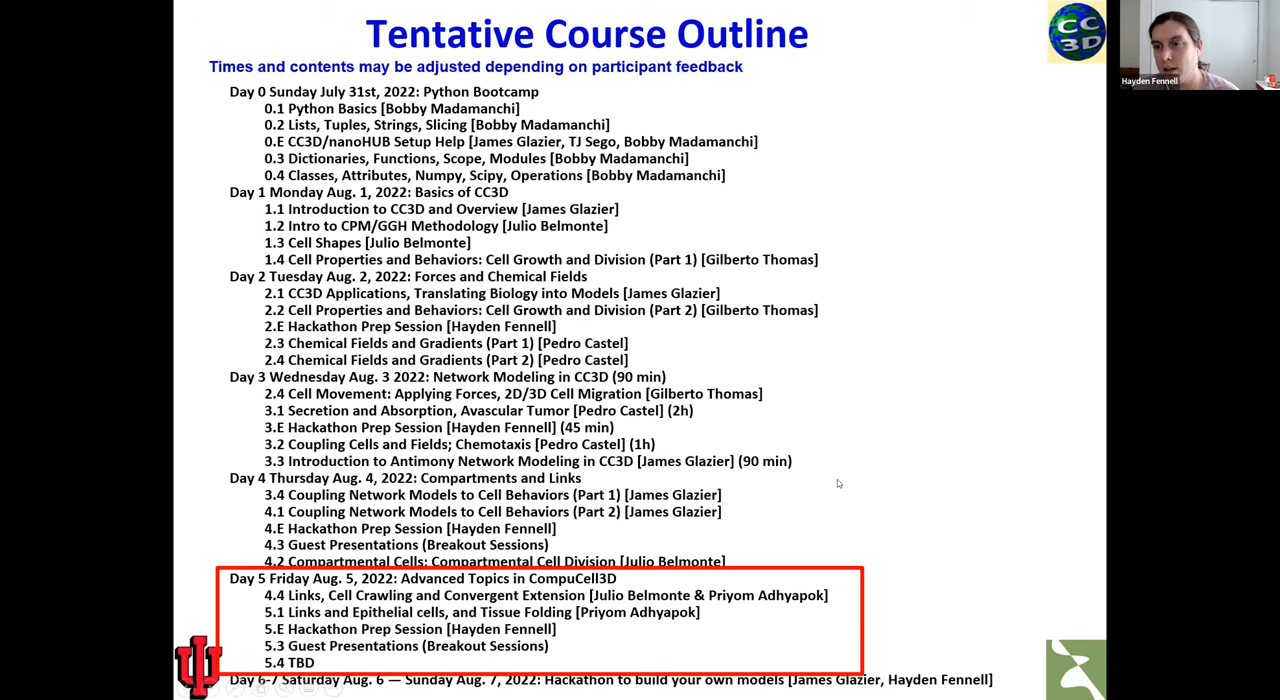 Tentative Course Outline
Times and contents may be adjusted depending on participant feedback
CC
3D
Hayden Fennell
Day 0 Sunday July 31st, 2022: Python Bootcamp
0.1 Python Basics [Bobby Madamanchi]
0.2 Lists, Tuples, Strings, Slicing [Bobby Madamanchi]
0.E CC3D/nanoHUB Setup Help [James Glazier, TJ Sego, Bobby Madamanchi]
0.3 Dictionaries, Functions, Scope, Modules [Bobby Madamanchi]
0.4 Classes, Attributes, Numpy, Scipy, Operations [Bobby Madamanchi]
Day 1 Monday Aug. 1, 2022: Basics of CC3D
1.1 Introduction to CC3D and Overview [James Glazier]
1.2 Intro to CPM/GGH Methodology [Julio Belmonte]
1.3 Cell Shapes [Julio Belmonte]
1.4 Cell Properties and Behaviors: Cell Growth and Division (Part 1) [Gilberto Thomas]
Day 2 Tuesday Aug. 2, 2022: Forces and Chemical Fields
2.1 CC3D Applications, Translating Biology into Models [James Glazier]
2.2 Cell Properties and Behaviors: Cell Growth and Division (Part 2) [Gilberto Thomas]
2.E Hackathon Prep Session [Hayden Fennell]
2.3 Chemical Fields and Gradients (Part 1) [Pedro Castel]
2.4 Chemical Fields and Gradients (Part 2) [Pedro Castel]
Day 3 Wednesday Aug. 3 2022: Network Modeling in CC3D (90 min)
2.4 Cell Movement: Applying Forces, 2D/3D Cell Migration [Gilberto Thomas]
3.1 Secretion and Absorption, Avascular Tumor [Pedro Castel] (2h)
3.E Hackathon Prep Session [Hayden Fennell] (45 min)
3.2 Coupling Cells and Fields; Chemotaxis [Pedro Castel] (1h)
3.3 Introduction to Antimony Network Modeling in CC3D [James Glazier] (90 min)
Day 4 Thursday Aug. 4, 2022: Compartments and Links
3.4 Coupling Network Models to Cell Behaviors (Part 1) [James Glazier]
4.1 Coupling Network Models to Cell Behaviors (Part 2) [James Glazier]
4.E Hackathon Prep Session [Hayden Fennell]
4.3 Guest Presentations (Breakout Sessions)
4.2 Compartmental Cells: Compartmental Cell Division [Julio Belmonte]
Day 5 Friday Aug. 5, 2022: Advanced Topics in CompuCell3D
4.4 Links, Cell Crawling and Convergent Extension [Julio Belmonte & Priyom Adhyapok]
5.1 Links and Epithelial cells, and Tissue Folding [Priyom Adhyapok]
5.E Hackathon Prep Session [Hayden Fennell]
5.3 Guest Presentations (Breakout Sessions)
5.4 TBD
Day 6-7 Saturday Aug. 6 — Sunday Aug. 7, 2022: Hackathon to build your own models [James Glazier, Hayden Fennell]